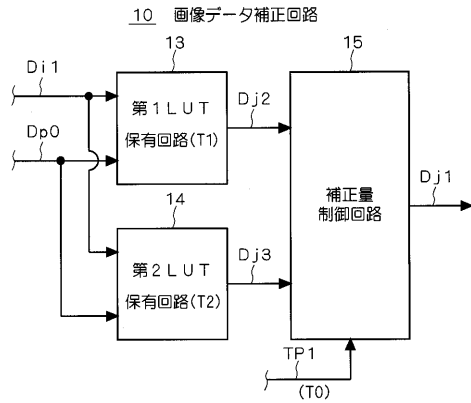 10 画像データ補正回路
13
15
Di1
第1LUT
保有回路(T1)
Dj2
Dp0
補正量
制御回路
Dj1
14
第2LUT
保有回路(T2)
Dj3
TP1
(T0)